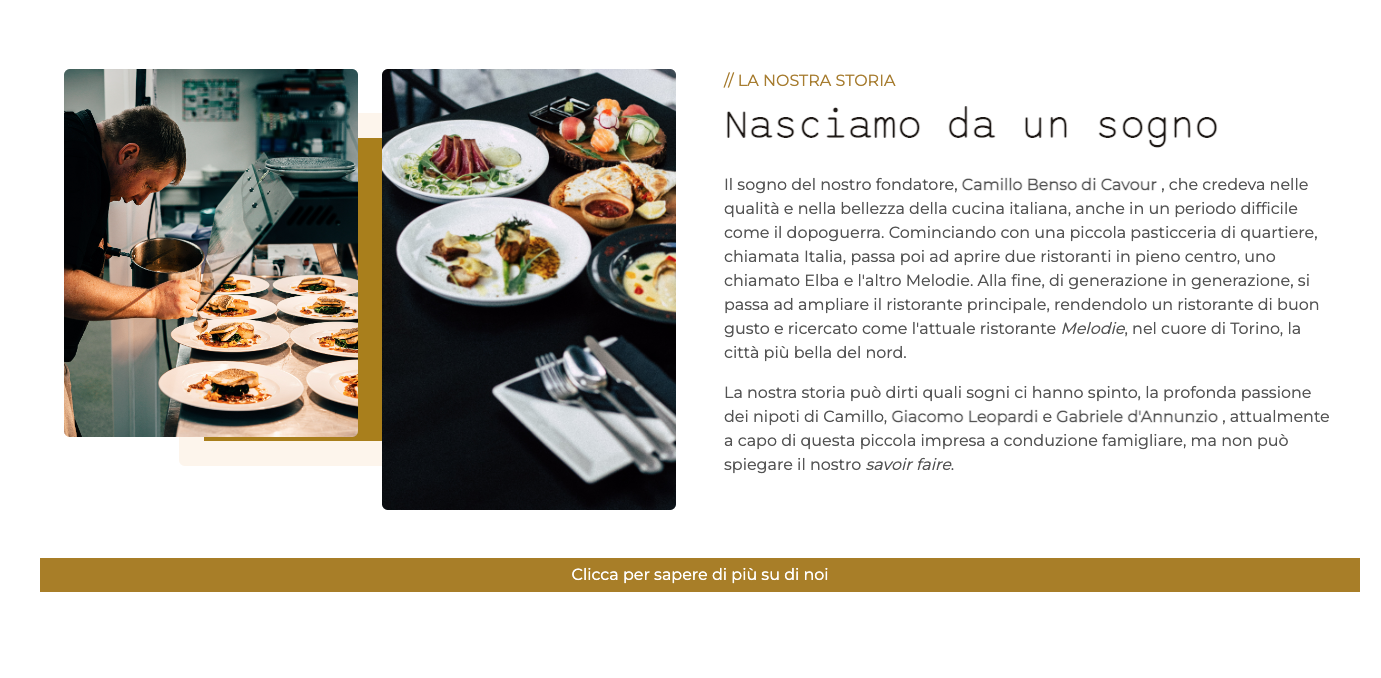 // LA NOSTRA STORIA
Nasciamo da un sogno
Il sogno del nostro fondatore, Camillo Benso di Cavour , che credeva nelle
qualità e nella bellezza della cucina italiana, anche in un periodo difficile
come il dopoguerra. Cominciando con una piccola pasticceria di quartiere,
chiamata Italia, passa poi ad aprire due ristoranti in pieno centro, uno
chiamato Elba e l'altro Melodie. Alla fine, di generazione in generazione, si
passa ad ampliare il ristorante principale, rendendolo un ristorante di buon
gusto e ricercato come l'attuale ristorante Melodie, nel cuore di Torino, la
città più bella del nord.
La nostra storia può dirti quali sogni ci hanno spinto, la profonda passione
dei nipoti di Camillo, Giacomo Leopardi e Gabriele d'Annunzio , attualmente
a capo di questa piccola impresa a conduzione famigliare, ma non può
spiegare il nostro savoir faire.
Clicca per sapere di più su di noi